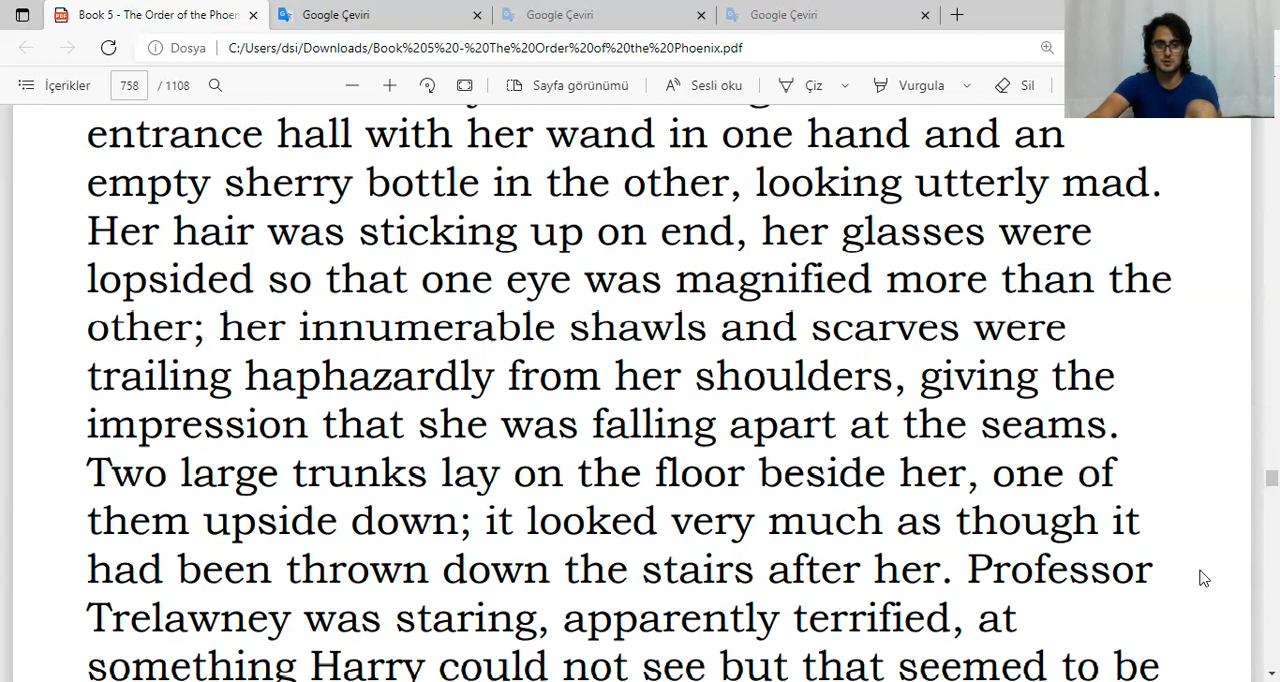 Book 5 - The Order of the Phoen
Google Çeviri
Google Çeviri
Google Çeviri
Dosya
C:/Users/dsi/Downloads/Book%205%20-%20The%20Order%20of%20the%20Phoenix.pdf
İçerikler
758 / 1108
Sayfa görünümü
Sesli oku
Çiz
Vurgula
Sil
entrance hall with her wand in one hand and an
empty sherry bottle in the other, looking utterly mad.
Her hair was sticking up on end, her glasses were
lopsided so that one eye was magnified more than the
other; her innumerable shawls and scarves were
trailing haphazardly from her shoulders, giving the
impression that she was falling apart at the seams.
Two large trunks lay on the floor beside her, one of
them upside down; it looked very much as though it
had been thrown down the stairs after her. Professor
Trelawney was staring, apparently terrified, at
something Harry could not see but that seemed to be